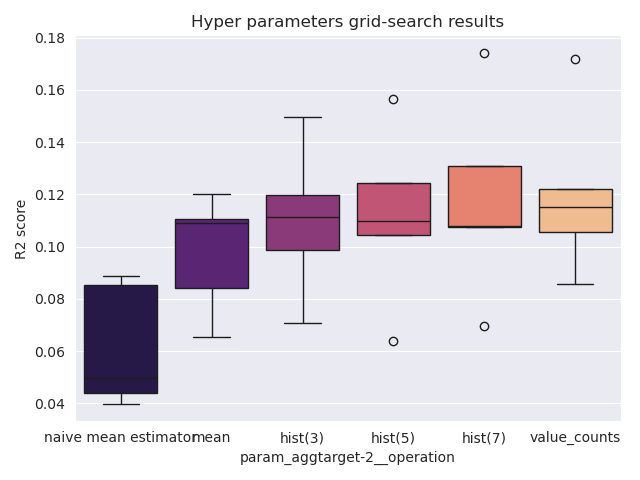 Hyper parameters grid-search results
R2 score
0.18
0.16
0.14
0.12
0.10
0.08
0.06
0.04
naive mean estimator mean hist(3) hist(5) hist(7) value_counts
param_aggtarget-2__operation